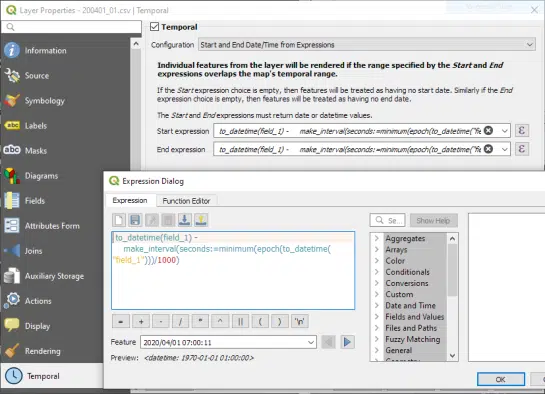 Layer Properties - 200401_01.csv | Temporal
Information
Source
Symbology
abc Labels
abc Masks
Diagrams
Fields
Attributes Form
Joins
Auxiliary Storage
Actions
Display
Rendering
Temporal
Temporal
Configuration Start and End Date/Time from Expressions
Individual features from the layer will be rendered if the range specified by the Start and End
expressions overlaps the map's temporal range.
If the Start expression choice is empty, then features will be treated as having no start date. Similarly if the End
expression choice is empty, then features will be treated as having no end date.
The Start and End expressions must return date or datetime values.
Start expression to_datetime(field_1) - make_interval(seconds:=minimum(epoch(to_datetime("fie ε
End expression to_datetime(field_1) - make_interval(seconds:=minimum(epoch(to_datetime("fie ε
Expression Dialog
Expression Function Editor
to_datetime(field_1) -
make_interval(seconds:=minimum(epoch(to_datetime(
"field_1")))/1000)
= + - / * ^ || ( ) '\n'
Feature 2020/04/01 07:00:11
Preview: <datetime: 1970-01-01 01:00:00>
Se... Show Help
Aggregates
Arrays
Color
Conditionals
Conversions
Custom
Date and Time
Fields and Values
Files and Paths
Fuzzy Matching
General
Geometry
OK